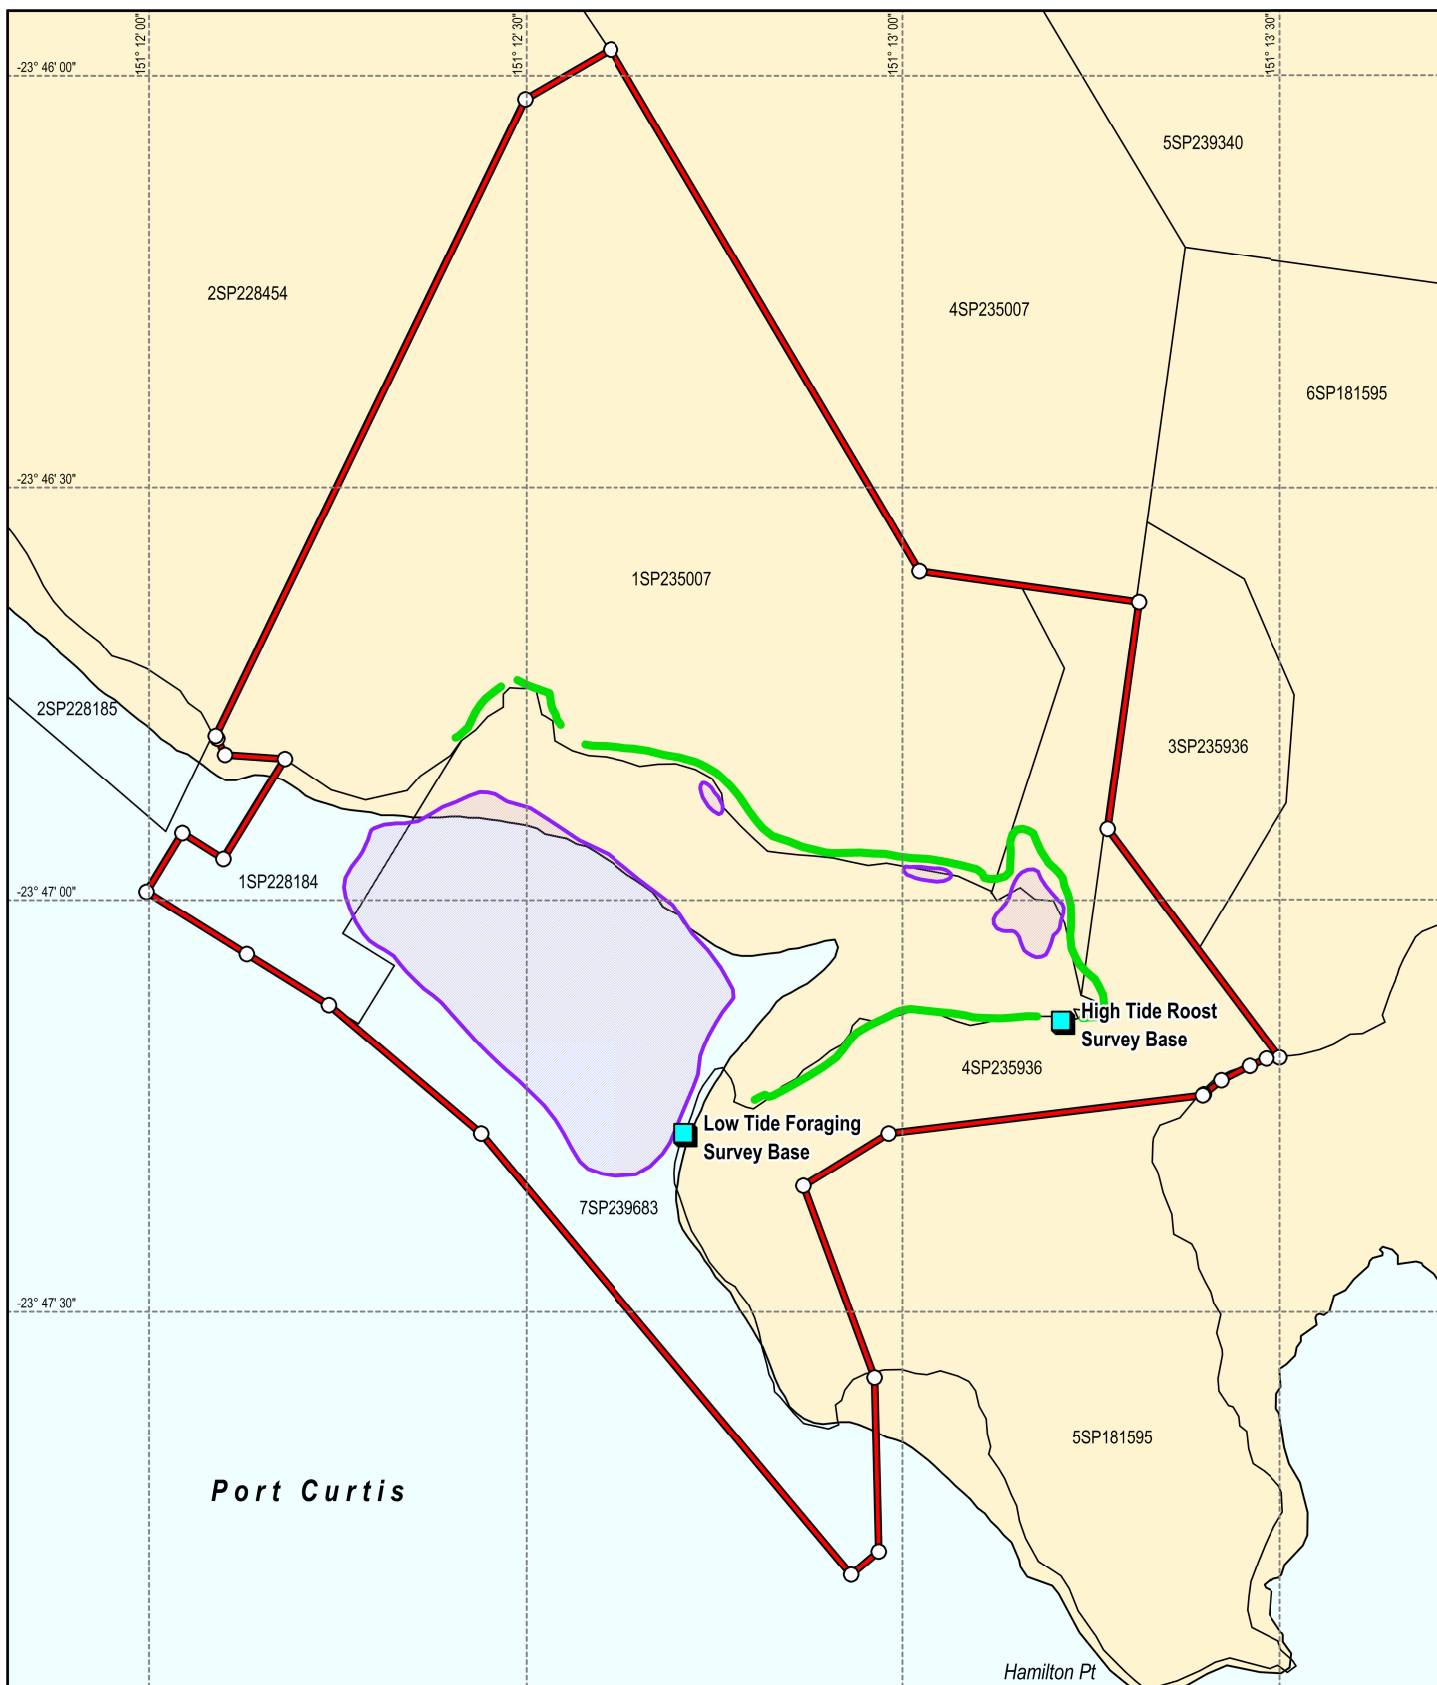 151° 12' 00"
151° 12' 30"
151° 13' 00"
151° 13' 30"
-23° 46' 00"
5SP239340
2SP228454
4SP235007
6SP181595
-23° 46' 30"
1SP235007
2SP228185
3SP235936
1SP228184
-23° 47' 00"
High Tide Roost
Survey Base
4SP235936
Low Tide Foraging
Survey Base
7SP239683
-23° 47' 30"
5SP181595
Port Curtis
Hamilton Pt